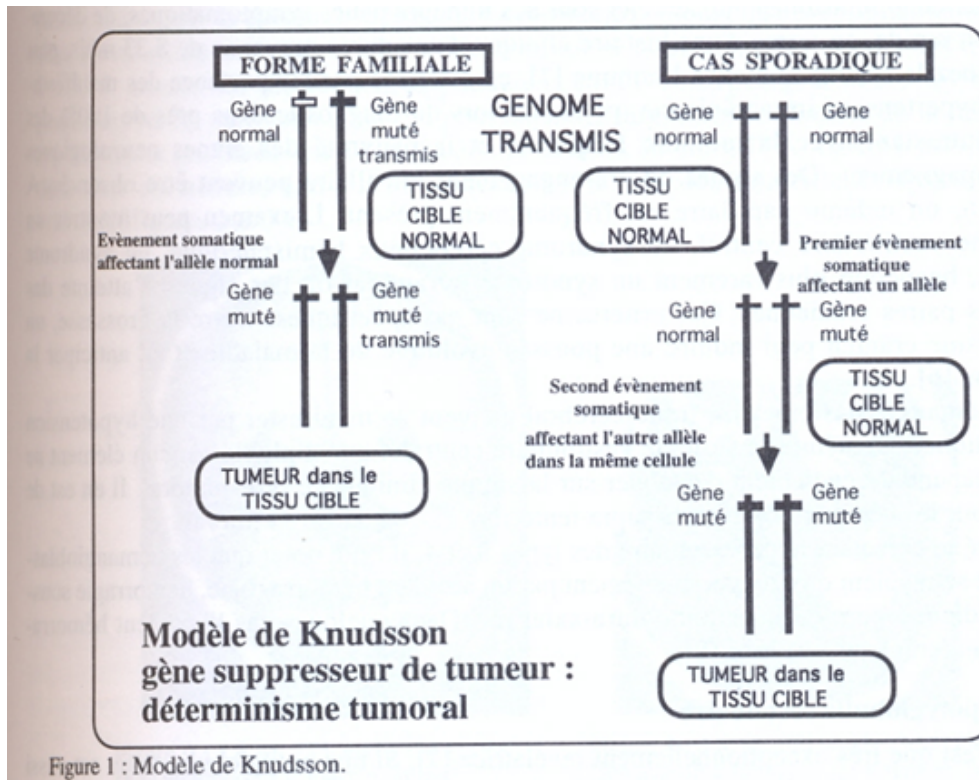 FORME FAMILIALE
Gène
normal
Gène
muté
transmis
TISSU
CIBLE
NORMAL
Evènement somatique
affectant l'allèle normal
Gène
muté
Gène
muté
transmis
TUMEUR dans le
TISSU CIBLE
GENOME
TRANSMIS
CAS SPORADIQUE
Gène
normal
Gène
normal
TISSU
CIBLE
NORMAL
Premier évènement
somatique
affectant un allèle
Gène
normal
Gène
muté
TISSU
CIBLE
NORMAL
Second évènement
somatique
affectant l'autre allèle
dans la même cellule
Gène
muté
Gène
muté
TUMEUR dans le
TISSU CIBLE
Modèle de Knudsson
gène suppresseur de tumeur :
déterminisme tumoral
Figure 1 : Modèle de Knudsson.